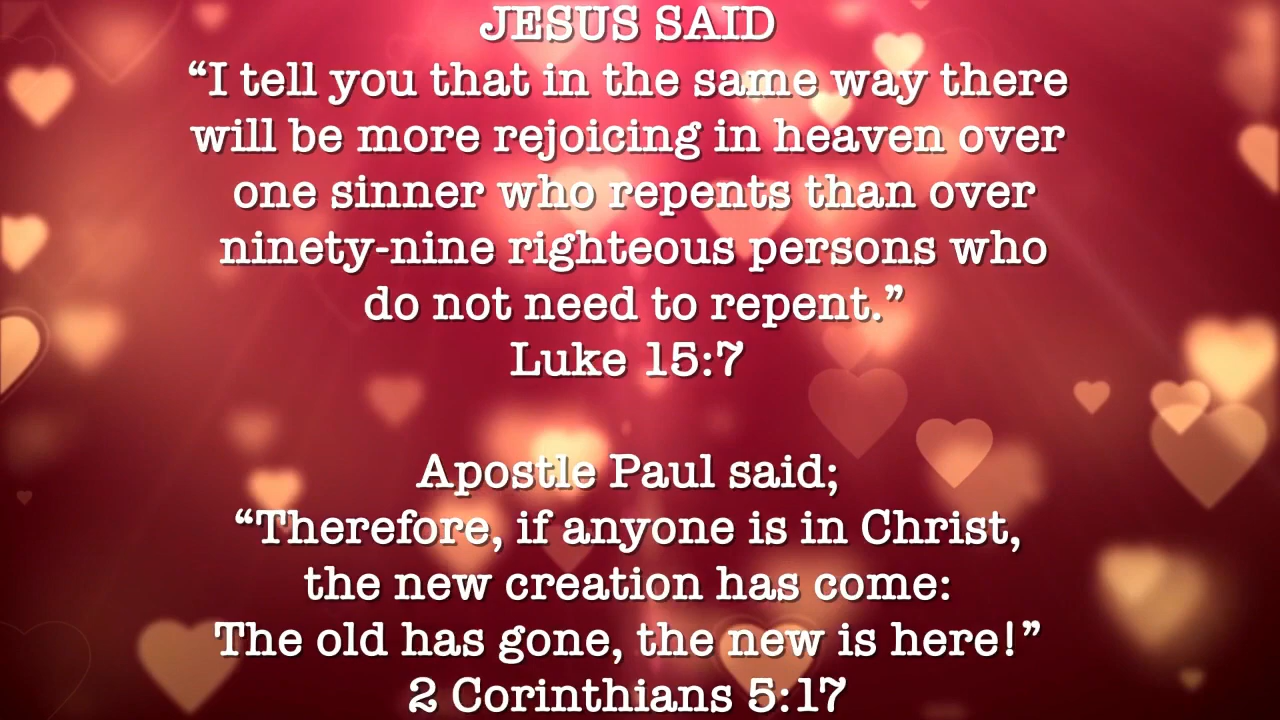 JESUS SAID
“I tell you that in the same way there
will be more rejoicing in heaven over
one sinner who repents than over
ninety-nine righteous persons who
do not need to repent.”
Luke 15:7
Apostle Paul said;
“Therefore, if anyone is in Christ,
the new creation has come:
The old has gone, the new is here!”
2 Corinthians 5:17